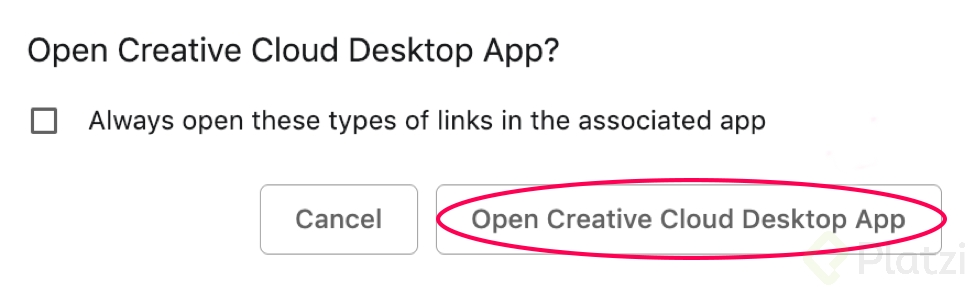 Open Creative Cloud Desktop App?
Always open these types of links in the associated app
Cancel
Open Creative Cloud Desktop App
Platzi